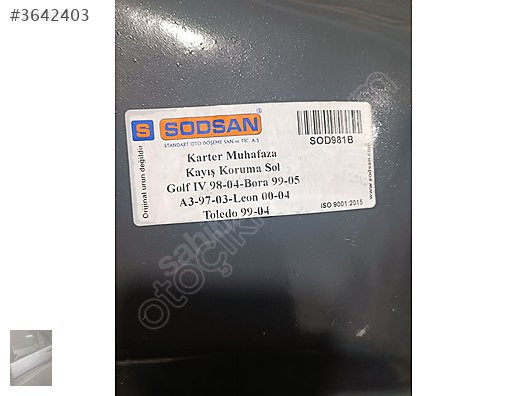 #3642403
S SODSAN®
STANDART OTO DÖŞEME SAN ve TİC. A.Ş
SOD981B
Orijinal ürün değildir
Karter Muhafaza
Kayış Koruma Sol
Golf IV 98-04-Bora 99-05
A3-97-03-Leon 00-04
Toledo 99-04
ISO 9001:2015
www.sodsan.com